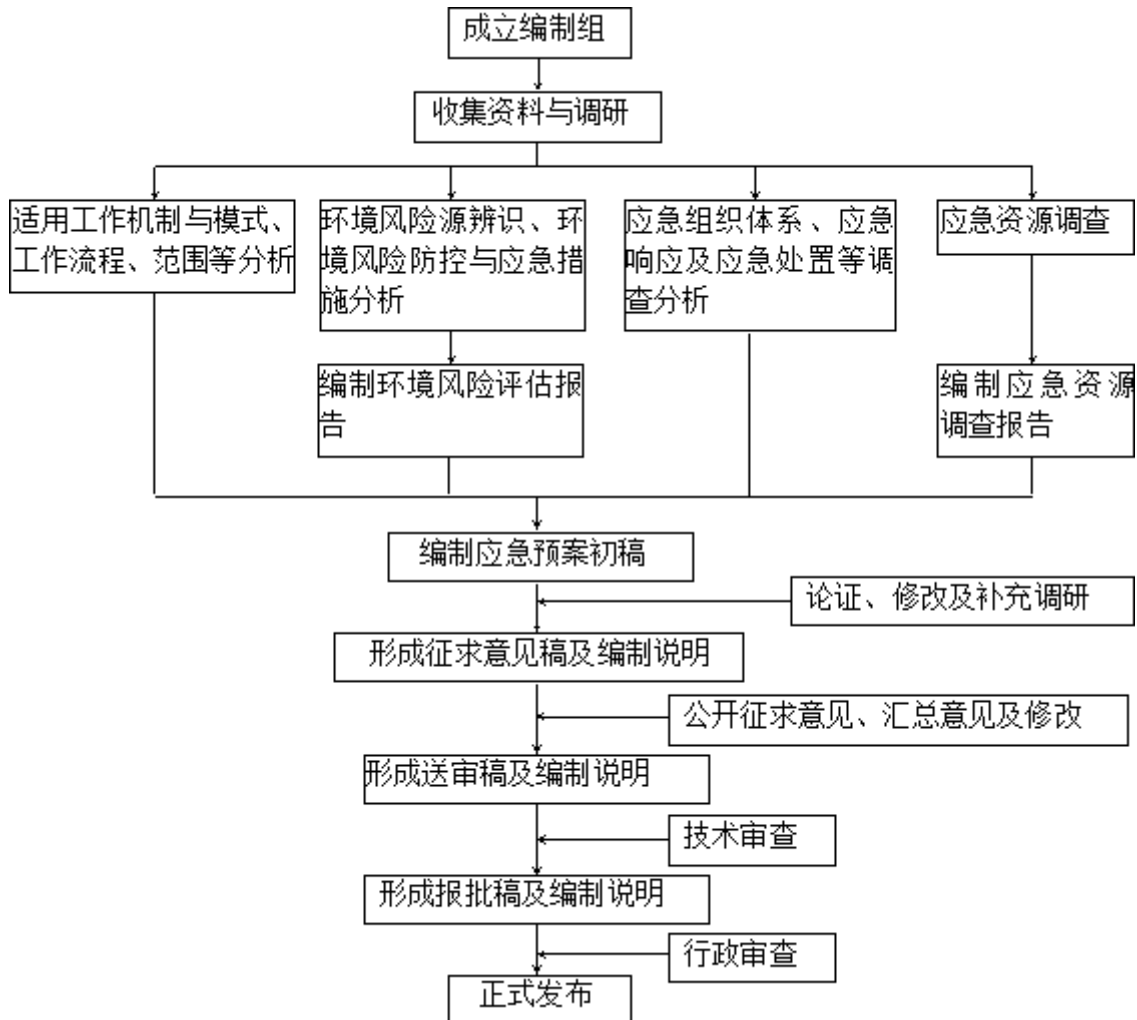 成立编制组
收集资料与调研
适用工作机制与模式、
工作流程、范围等分析
环境风险源辨识、环
境风险防控与应急措
施分析
应急组织体系、应急
响应及应急处置等调
查分析
应急资源调查
编制环境风险评估报
告
编制应急资源
调查报告
编制应急预案初稿
论证、修改及补充调研
形成征求意见稿及编制说明
公开征求意见、汇总意见及修改
形成送审稿及编制说明
技术审查
形成报批稿及编制说明
行政审查
正式发布